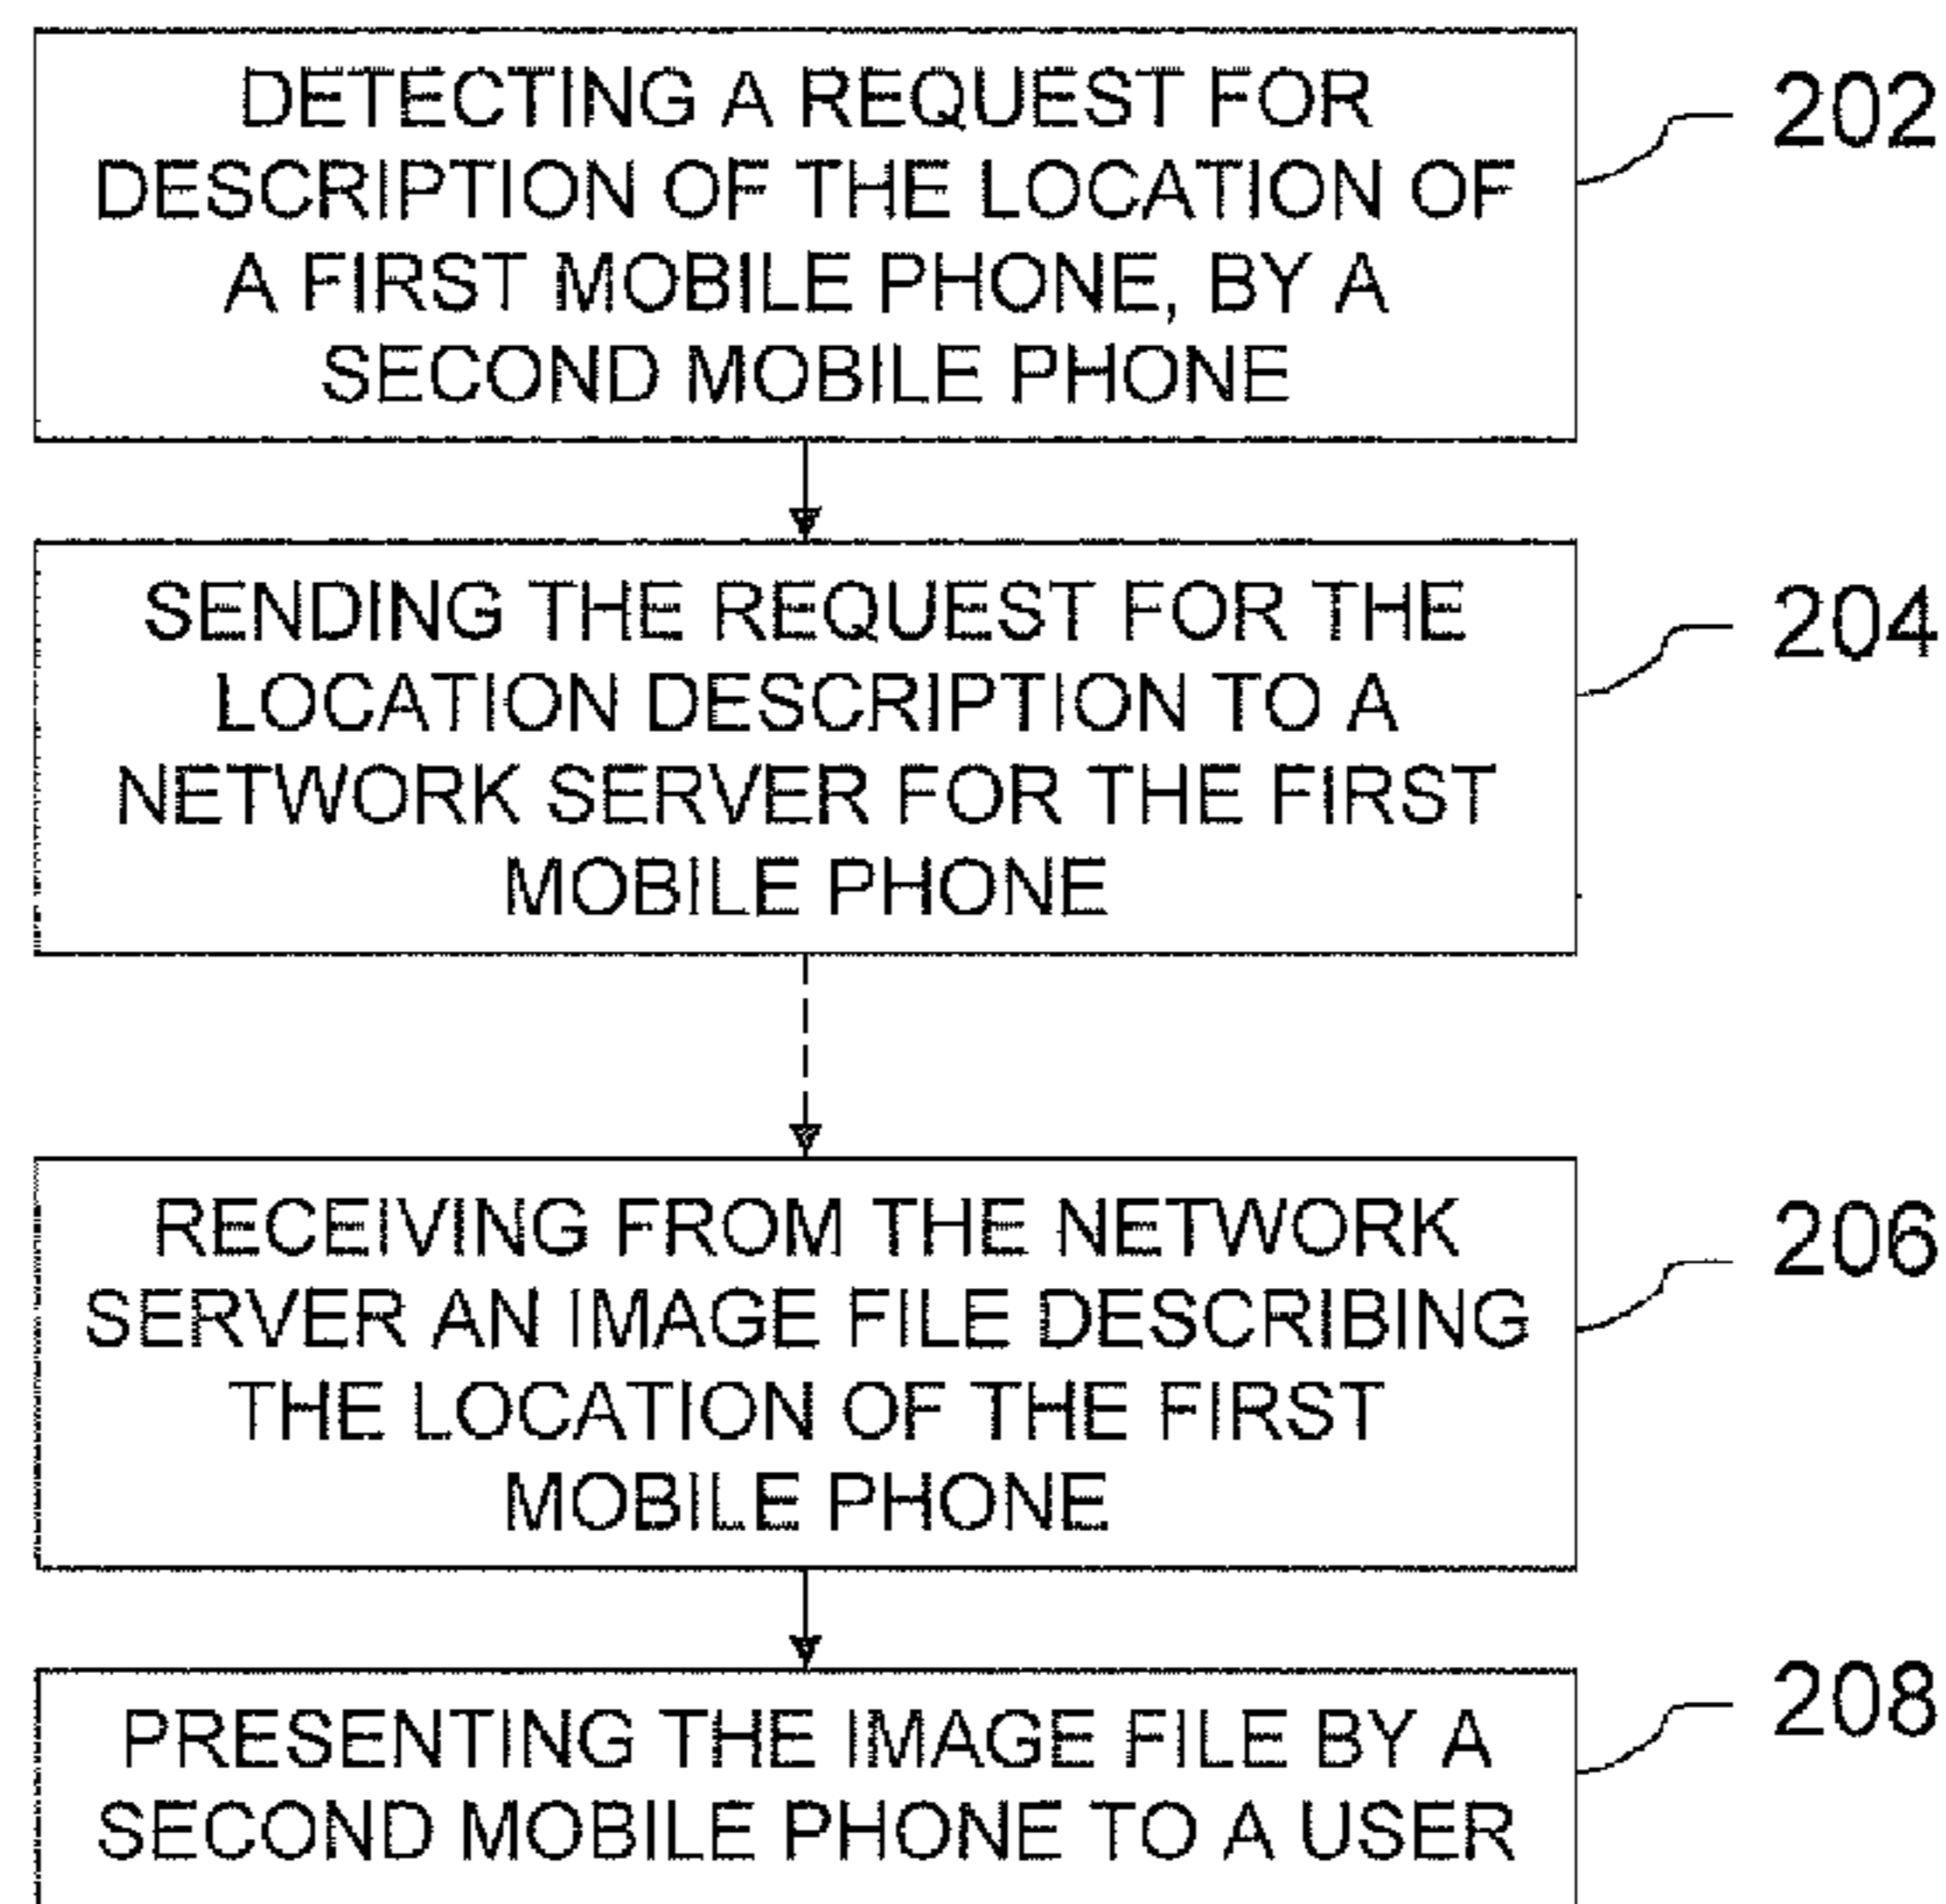 DETECTING A REQUEST FOR
DESCRIPTION OF THE LOCATION OF
A FIRST MOBILE PHONE, BY A
SECOND MOBILE PHONE
202
SENDING THE REQUEST FOR THE
LOCATION DESCRIPTION TO A
NETWORK SERVER FOR THE FIRST
MOBILE PHONE
204
RECEIVING FROM THE NETWORK
SERVER AN IMAGE FILE DESCRIBING
THE LOCATION OF THE FIRST
MOBILE PHONE
206
PRESENTING THE IMAGE FILE BY A
SECOND MOBILE PHONE TO A USER
208